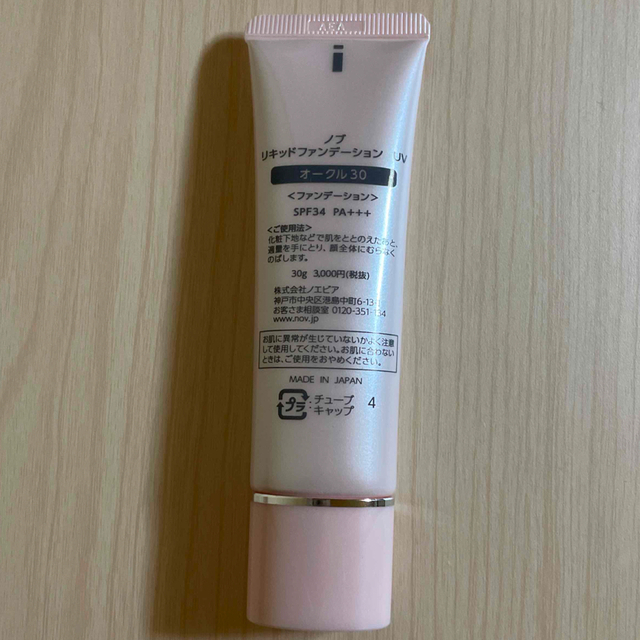 AFA
i
ノブ
リキッドファンデーション UV
オークル30
<ファンデーション>
SPF34 PA+++
<ご使用法>
化粧下地などで肌をととのえたあと、
適量を手にとり、顔全体にむらなく
のばします。
30g 3,000円(税抜)
株式会社ノエビア
神戸市中央区港島中町6-13-1
お客さま相談室 0120-351-134
www.nov.jp
お肌に異常が生じていないかよく注意
して使用してください。お肌に合わない
ときは、ご使用をおやめください。
MADE IN JAPAN
プラ :チューブ 4
キャップ